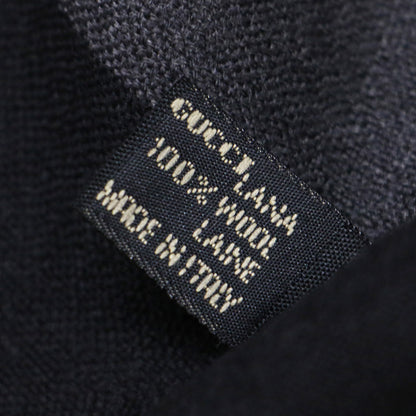 GUCCI
LANA
100% WOOL
LAINE
MADE IN ITALY